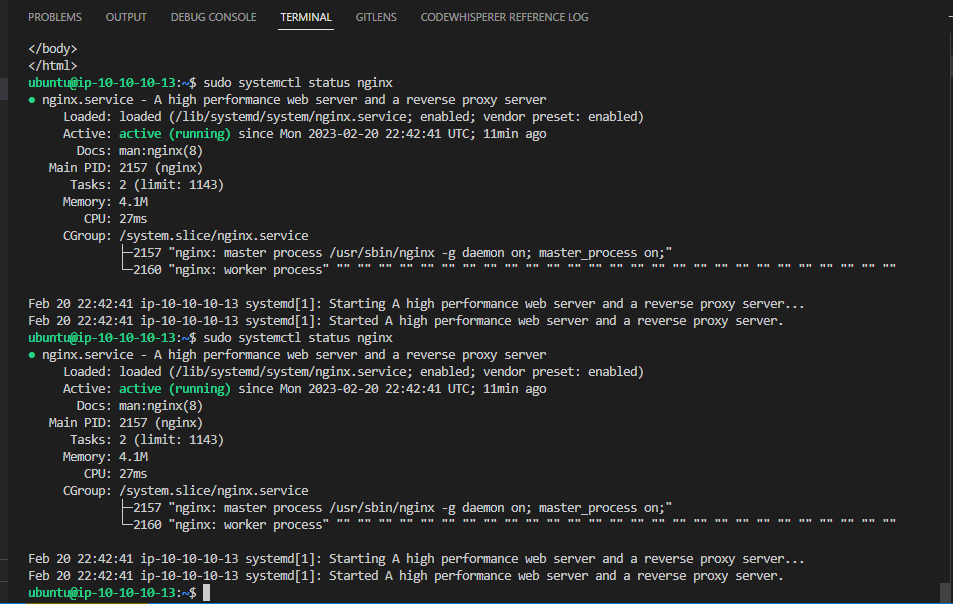 PROBLEMS OUTPUT DEBUG CONSOLE TERMINAL GITLENS CODEWHISPERER REFERENCE LOG
</body>
</html>
ubuntu@ip-10-10-10-13:~$ sudo systemctl status nginx
● nginx.service - A high performance web server and a reverse proxy server
Loaded: loaded (/lib/systemd/system/nginx.service; enabled; vendor preset: enabled)
Active: active (running) since Mon 2023-02-20 22:42:41 UTC; 11min ago
Docs: man:nginx(8)
Main PID: 2157 (nginx)
Tasks: 2 (limit: 1143)
Memory: 4.1M
CPU: 27ms
CGroup: /system.slice/nginx.service
├─2157 "nginx: master process /usr/sbin/nginx -g daemon on; master_process on;"
└─2160 "nginx: worker process" "" "" "" "" "" "" "" "" "" "" "" "" "" "" "" "" "" "" "" "" "" "" "" "" "" "" ""
Feb 20 22:42:41 ip-10-10-10-13 systemd[1]: Starting A high performance web server and a reverse proxy server...
Feb 20 22:42:41 ip-10-10-10-13 systemd[1]: Started A high performance web server and a reverse proxy server.
ubuntu@ip-10-10-10-13:~$ sudo systemctl status nginx
● nginx.service - A high performance web server and a reverse proxy server
Loaded: loaded (/lib/systemd/system/nginx.service; enabled; vendor preset: enabled)
Active: active (running) since Mon 2023-02-20 22:42:41 UTC; 11min ago
Docs: man:nginx(8)
Main PID: 2157 (nginx)
Tasks: 2 (limit: 1143)
Memory: 4.1M
CPU: 27ms
CGroup: /system.slice/nginx.service
├─2157 "nginx: master process /usr/sbin/nginx -g daemon on; master_process on;"
└─2160 "nginx: worker process" "" "" "" "" "" "" "" "" "" "" "" "" "" "" "" "" "" "" "" "" "" "" "" "" "" "" ""
Feb 20 22:42:41 ip-10-10-10-13 systemd[1]: Starting A high performance web server and a reverse proxy server...
Feb 20 22:42:41 ip-10-10-10-13 systemd[1]: Started A high performance web server and a reverse proxy server.
ubuntu@ip-10-10-10-13:~$